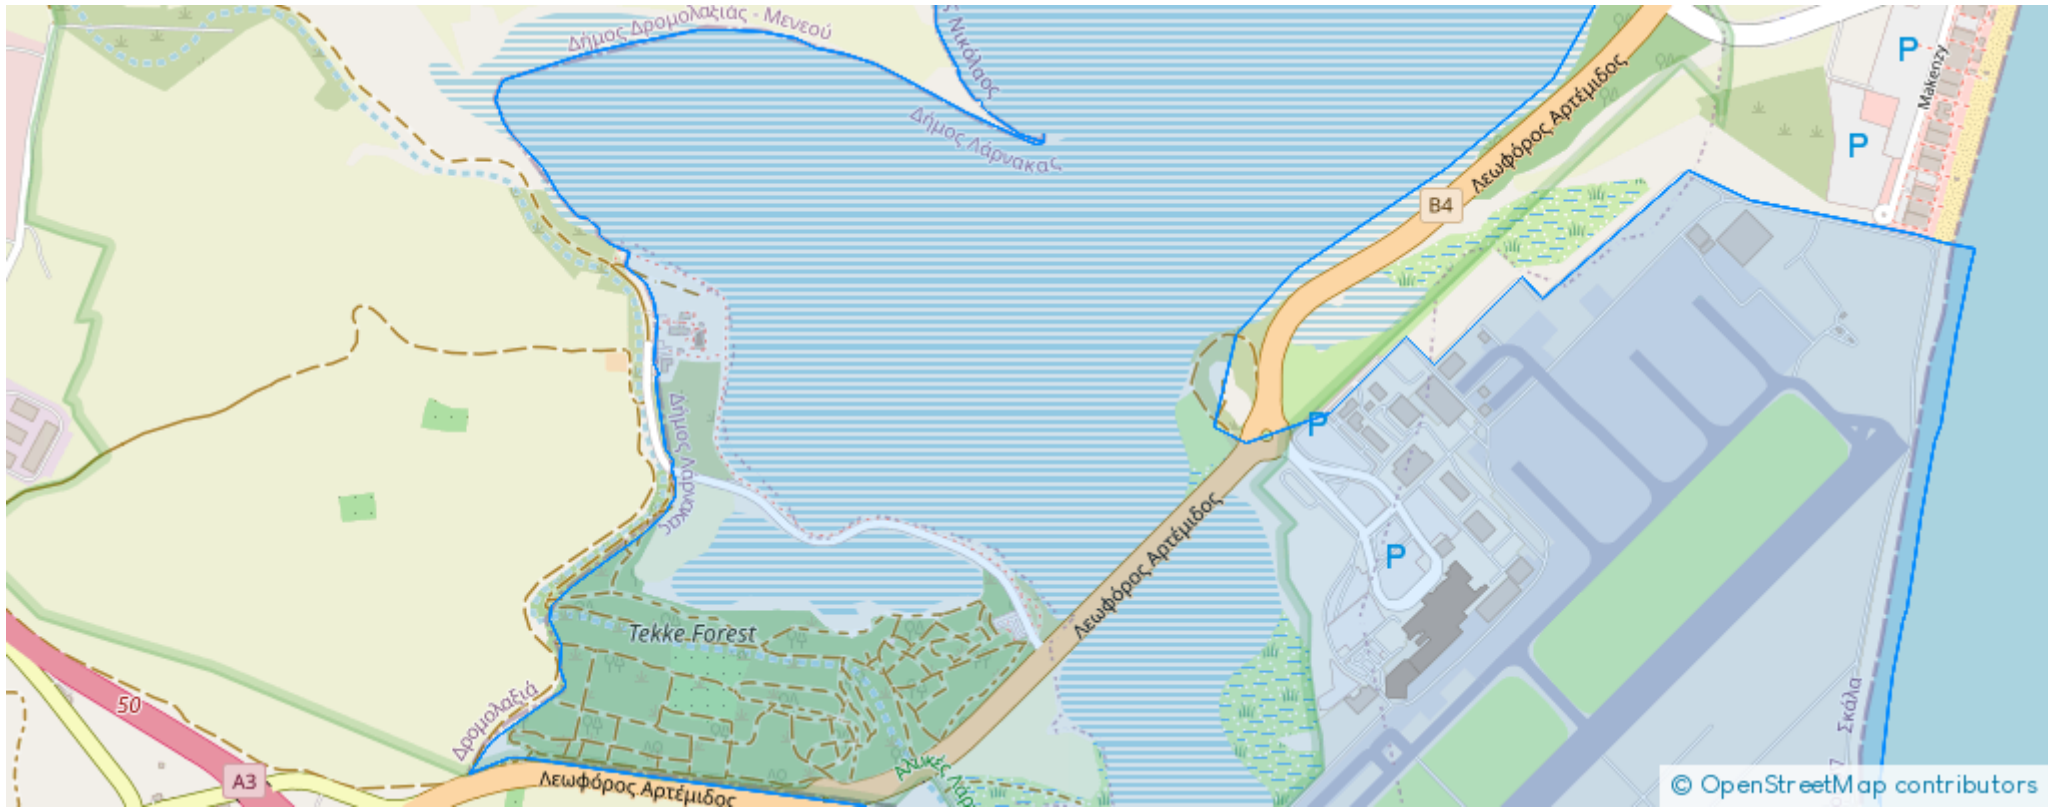 Δήμος Δρομολαξιάς - Μενεού
Νικόλαος
Δήμος Λάρνακας
Λεωφόρος Αρτέμιδος
B4
P
Makenzy
P
Δήμος Λάρνακας
P
P
Λεωφόρος Αρτέμιδος
Tekke Forest
Δρομολαξιά
50
A3
Λεωφόρος Αρτέμιδος
Αλυκές
Σκάλα
© OpenStreetMap contributors